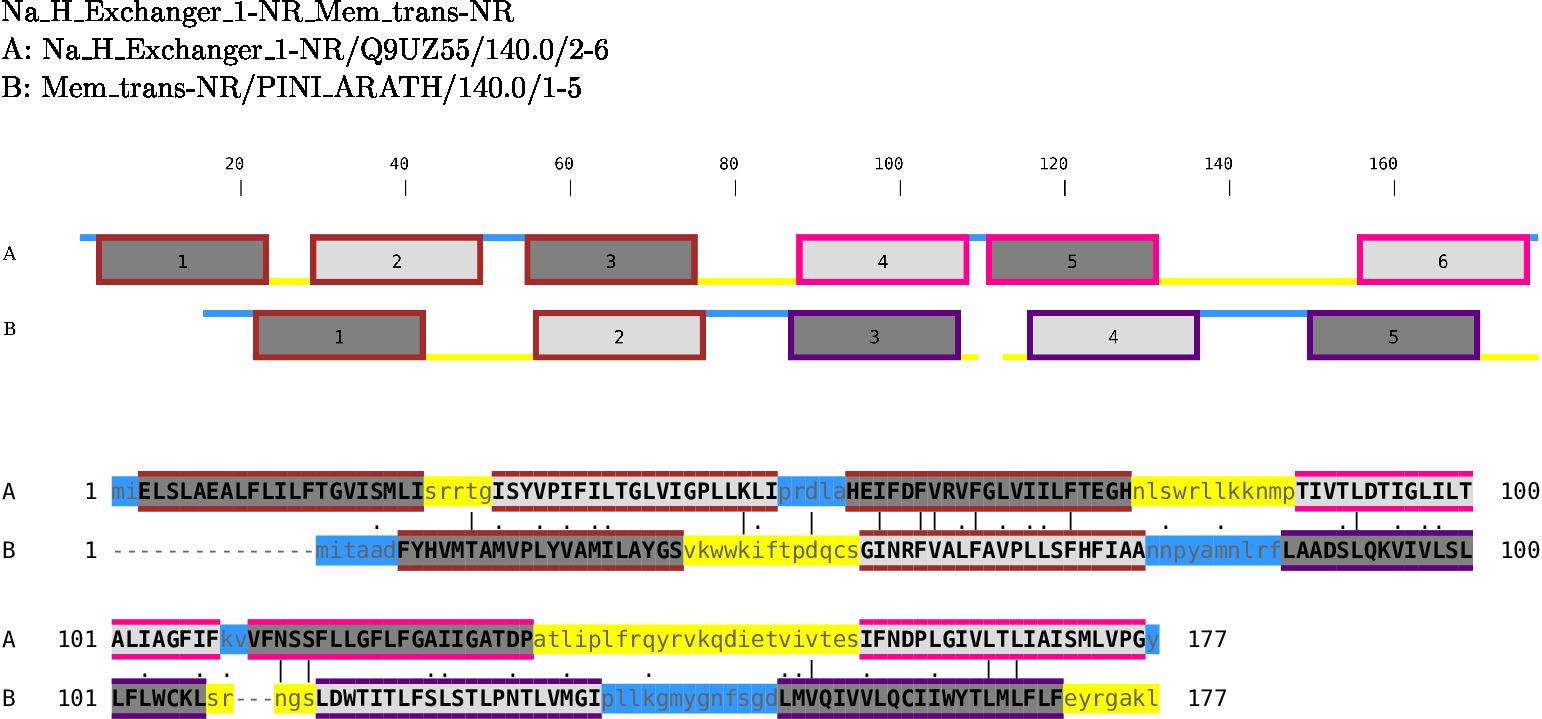 Na_H_Exchanger_1-NR_Mem_trans-NR
A: Na_H_Exchanger_1-NR/Q9UZ55/140.0/2-6
B: Mem_trans-NR/PINI_ARATH/140.0/1-5
20 40 60 80 100 120 140 160
A 1 2 3 4 5 6
B 1 2 3 4 5
A 1 miELSLAEALFLILFTGVISMLIsrrtgISYVPIFILTGLVIGPLLKLIprdlaHEIFDFVRVFGLVIILFTEGHnlswrllkknmpTIVTLDTIGLILT 100
B 1 ---------------mitaadFYHVMTAMVPLYVAMILAYGSvkwwkiftpdqcsGINRFVALFAVPLLSFHFIAAnnpyamnlrfLAADSLQKVIVLSL 100
A 101 ALIAGFIFkvVFNSSFLLGFLFGAIIGATDPatliplfrqyrvkqdietvivtesIFNDPLGIVLTLIAISMLVPGy 177
B 101 LFLWCKLsr---ngsLDWTITLFSLSTLPNTLVMGIpllkgmygnfsgdLMVQIVVLQCIIWYTLMLFLFeyrgakl 177